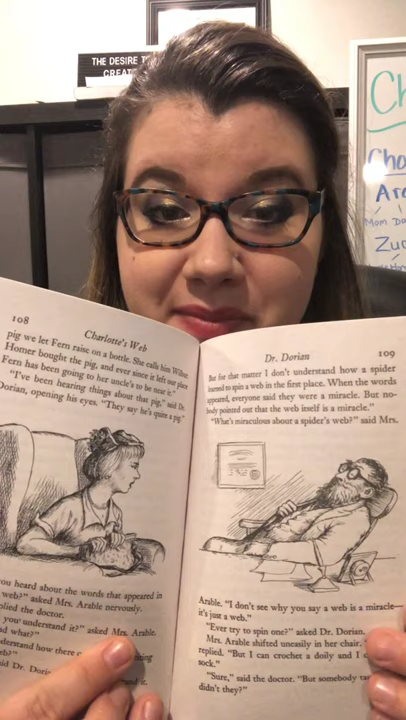 THE DESIRE T
CREAT
Ch
Cha
Ar
Mom Da
Zu
108
Charlotte's Web
pig we let Fern raise on a bottle. She calls him Wilbur.
Homer bought the pig, and ever since it left our place
Fern has been going to her uncle's to be near it."
"I've been hearing things about that pig," said Dr.
Dorian, opening his eyes. "They say he's quite a pig."
you heard about the words that appeared in
web?" asked Mrs. Arable nervously.
plied the doctor.
you understand it?" asked Mrs. Arable.
d what?"
derstand how there c
eb?"
id Dr. Dori
it.
Dr. Dorian
109
But for that matter I don't understand how a spider
learned to spin a web in the first place. When the words
appeared, everyone said they were a miracle. But no-
body pointed out that the web itself is a miracle."
"What's miraculous about a spider's web?" said Mrs.
Arable. "I don't see why you say a web is a miracle—
it's just a web."
"Ever try to spin one?" asked Dr. Dorian.
Mrs. Arable shifted uneasily in her chair.
replied. "But I can crochet a doily and I c
sock."
"Sure," said the doctor. "But somebody ta
didn't they?"